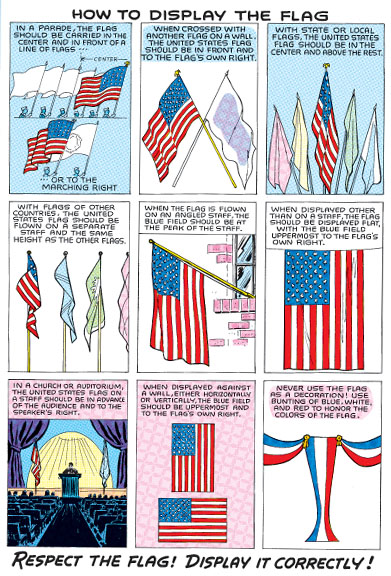 HOW TO DISPLAY THE FLAG
IN A PARADE, THE FLAG
SHOULD BE CARRIED IN THE
CENTER AND IN FRONT OF A
LINE OF FLAGS ...
CENTER
... OR TO THE
MARCHING RIGHT
WHEN CROSSED WITH
ANOTHER FLAG ON A WALL.
THE UNITED STATES FLAG
SHOULD BE IN FRONT AND
TO THE FLAG'S OWN RIGHT.
WITH STATE OR LOCAL
FLAGS, THE UNITED STATES
FLAG SHOULD BE IN THE
CENTER AND ABOVE THE REST.
WITH FLAGS OF OTHER
COUNTRIES. THE UNITED
STATES FLAG SHOULD BE
FLOWN ON A SEPARATE
STAFF AND THE SAME
HEIGHT AS THE OTHER FLAGS.
WHEN THE FLAG IS FLOWN
ON AN ANGLED STAFF. THE
BLUE FIELD SHOULD BE AT
THE PEAK OF THE STAFF.
WHEN DISPLAYED OTHER
THAN ON A STAFF. THE FLAG
SHOULD BE DISPLAYED FLAT,
WITH THE BLUE FIELD
UPPERMOST TO THE FLAG'S
OWN RIGHT.
IN A CHURCH OR AUDITORIUM,
THE UNITED STATES FLAG ON
A STAFF SHOULD BE IN ADVANCE
OF THE AUDIENCE AND TO THE
SPEAKER'S RIGHT.
WHEN DISPLAYED AGAINST
A WALL, EITHER HORIZONTALLY
OR VERTICALLY, THE BLUE FIELD
SHOULD BE UPPERMOST AND
TO THE FLAG'S OWN RIGHT.
NEVER USE THE FLAG
AS A DECORATION! USE
BUNTING OF BLUE. WHITE.
AND RED TO HONOR THE
COLORS OF THE FLAG.
RESPECT THE FLAG! DISPLAY IT CORRECTLY!